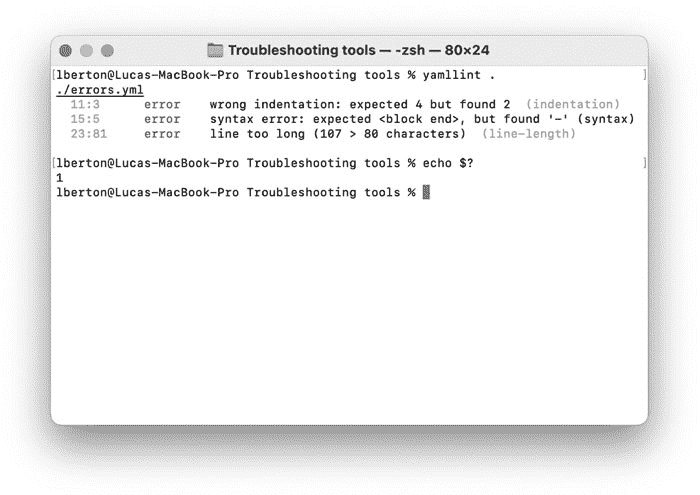 Troubleshooting tools — -zsh — 80×24
[lberton@Lucas-MacBook-Pro Troubleshooting tools % yamllint . ]
./errors.yml
11:3 error wrong indentation: expected 4 but found 2 (indentation)
15:5 error syntax error: expected <block end>, but found '-' (syntax)
23:81 error line too long (107 > 80 characters) (line-length)
[lberton@Lucas-MacBook-Pro Troubleshooting tools % echo $? ]
1
lberton@Lucas-MacBook-Pro Troubleshooting tools %